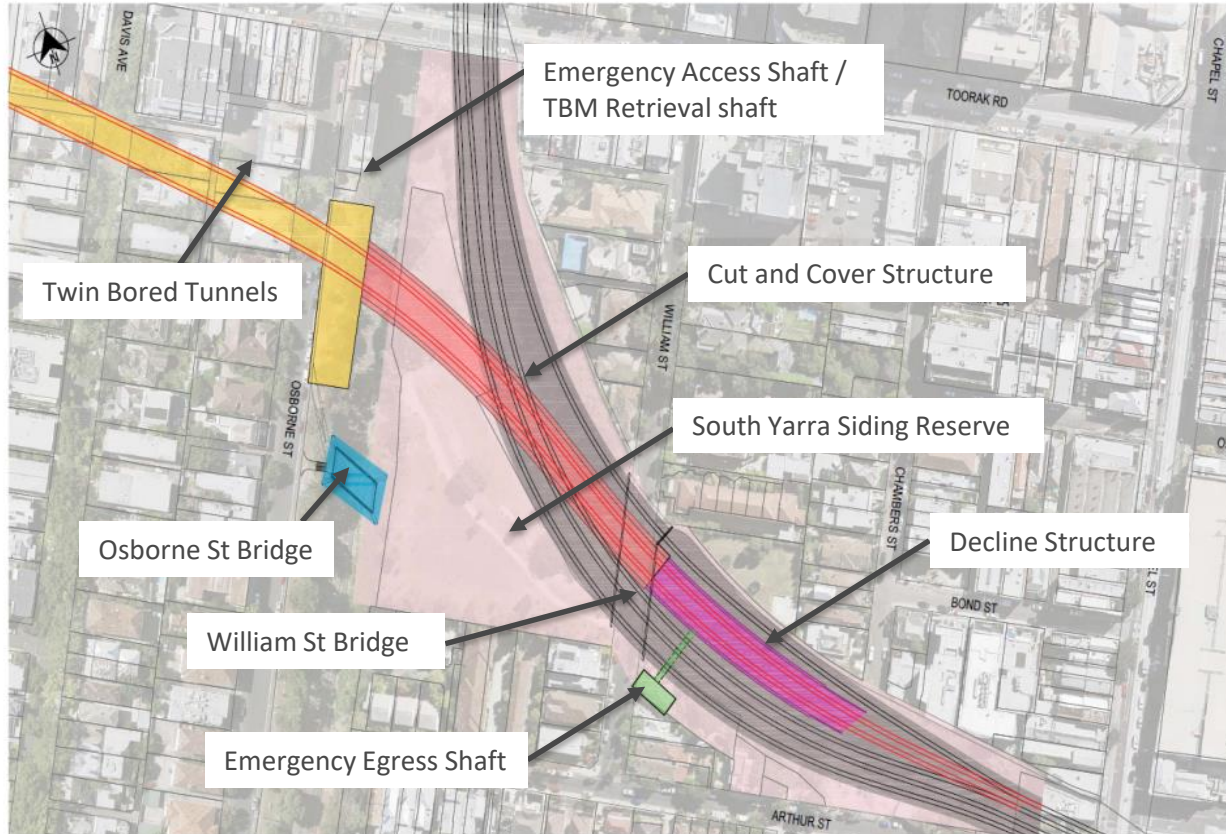 DAVIS AVE
N
CHAPEL ST
TOORAK RD
Emergency Access Shaft /
TBM Retrieval shaft
Twin Bored Tunnels
Cut and Cover Structure
WILLIAM ST
South Yarra Siding Reserve
OSBORNE ST
CHAMBERS ST
Osborne St Bridge
Decline Structure
BOND ST
William St Bridge
Emergency Egress Shaft
ARTHUR ST